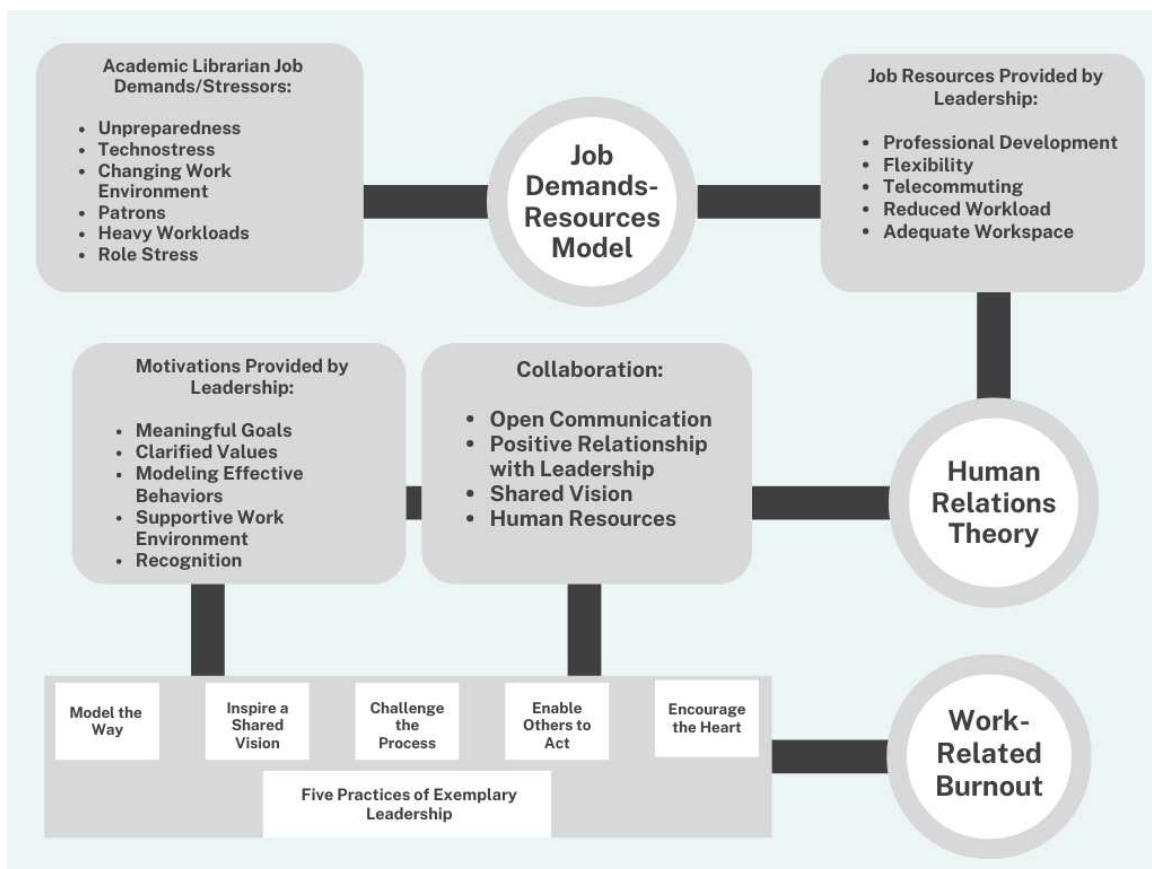 Academic Librarian Job
Demands/Stressors:
• Unpreparedness
• Technostress
• Changing Work
Environment
• Patrons
• Heavy Workloads
• Role Stress
Job
Demands-
Resources
Model
Job Resources Provided by
Leadership:
• Professional Development
• Flexibility
• Telecommuting
• Reduced Workload
• Adequate Workspace
Motivations Provided by
Leadership:
• Meaningful Goals
• Clarified Values
• Modeling Effective
Behaviors
• Supportive Work
Environment
• Recognition
Collaboration:
• Open Communication
• Positive Relationship
with Leadership
• Shared Vision
• Human Resources
Human
Relations
Theory
Model the
Way
Inspire a
Shared
Vision
Challenge
the
Process
Enable
Others to
Act
Encourage
the Heart
Five Practices of Exemplary
Leadership
Work-
Related
Burnout